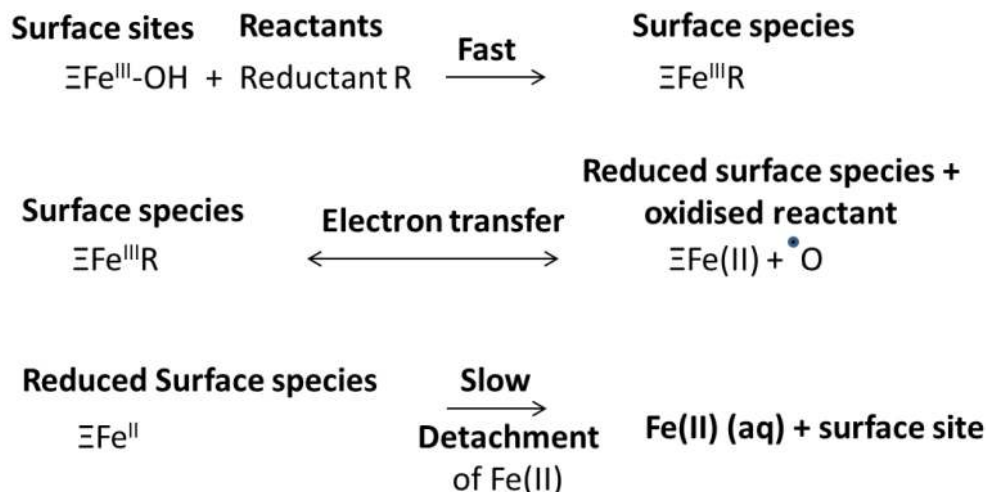 Surface sites Reactants Surface species
ΞFeᴵᴵᴵ-OH + Reductant R Fast ΞFeᴵᴵᴵR
Reduced surface species +
Surface species Electron transfer oxidised reactant
ΞFeᴵᴵᴵR ΞFe(II) + •O
Reduced Surface species Slow
ΞFeᴵᴵ Detachment Fe(II) (aq) + surface site
of Fe(II)